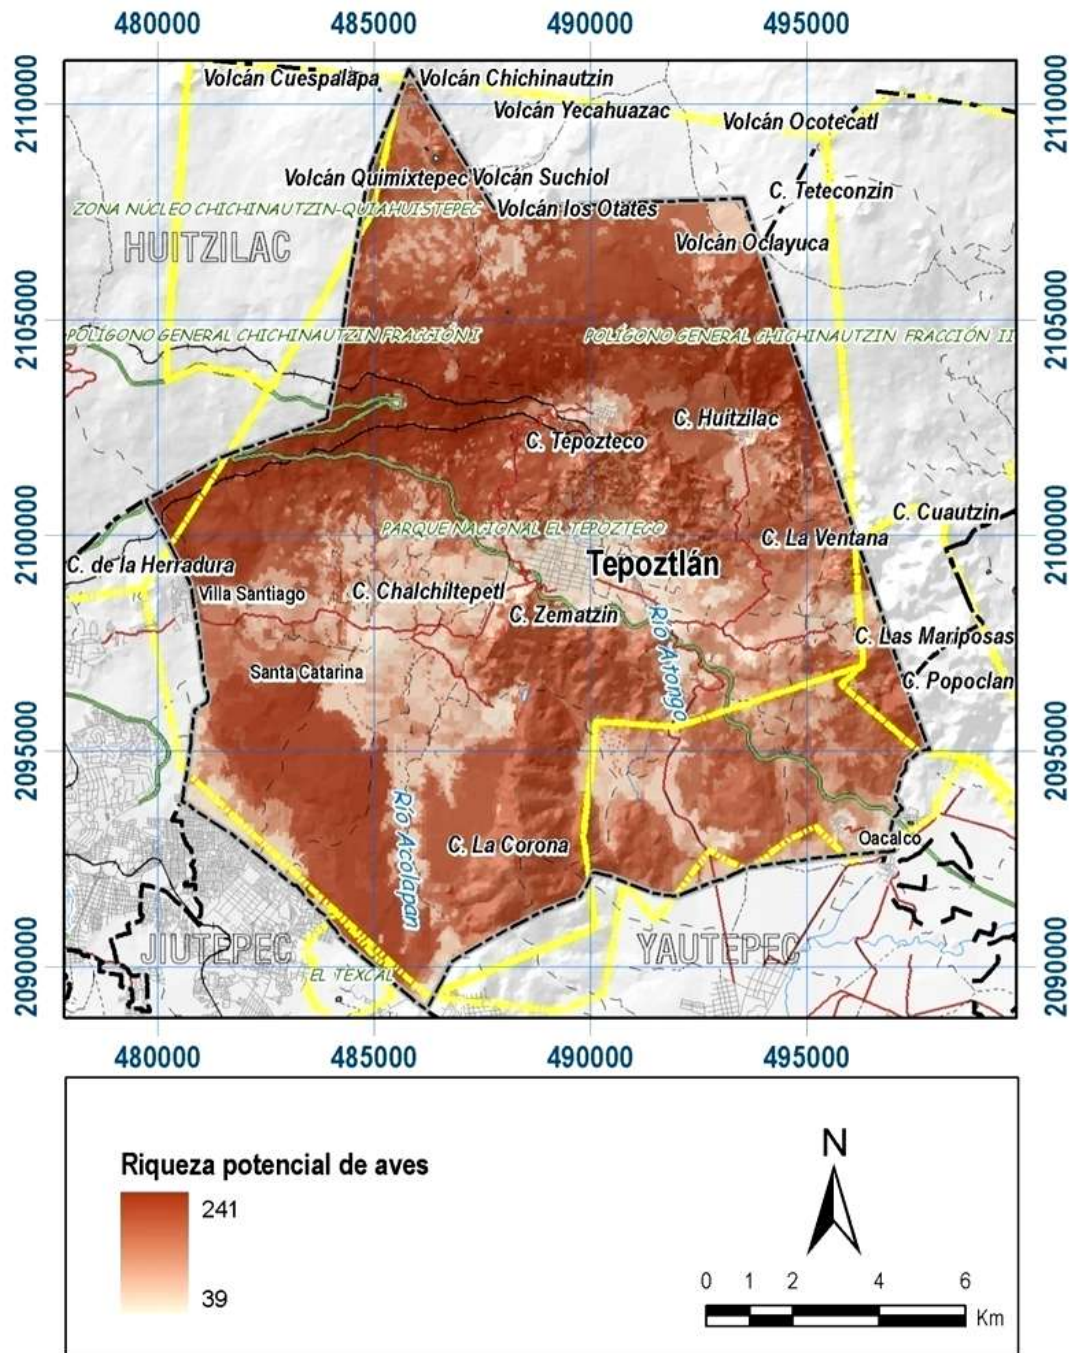 480000 485000 490000 495000
2110000 2110000
Volcán Cuespalapa Volcán Chichinautzin
Volcán Yecahuazac
Volcán Ocotecatl
Volcán Quimixtepec Volcán Suchiol
C. Teteconzin
ZONA NÚCLEO CHICHINAUTZIN-QUIAHUISTEPEC
Volcán los Otates
HUITZILAC
Volcán Oclayuca
2105000 2105000
POLÍGONO GENERAL CHICHINAUTZIN FRACCIÓN I
POLÍGONO GENERAL CHICHINAUTZIN FRACCIÓN II
C. Huitzilac
C. Tepozteco
2100000 2100000
C. Cuautzin
PARQUE NACIONAL EL TEPOZTECO
C. La Ventana
Tepoztlán
C. de la Herradura
Villa Santiago
C. Chalchiltepetl
C. Zematzin
Río Atongo
C. Las Mariposas
Santa Catarina
C. Popoclan
2095000 2095000
Río Acolapan
C. La Corona
Oacalco
2090000 2090000
JIUTEPEC
YAUTEPEC
EL TEXCAL
480000 485000 490000 495000
Riqueza potencial de aves
241
39
N
0 1 2 4 6
Km